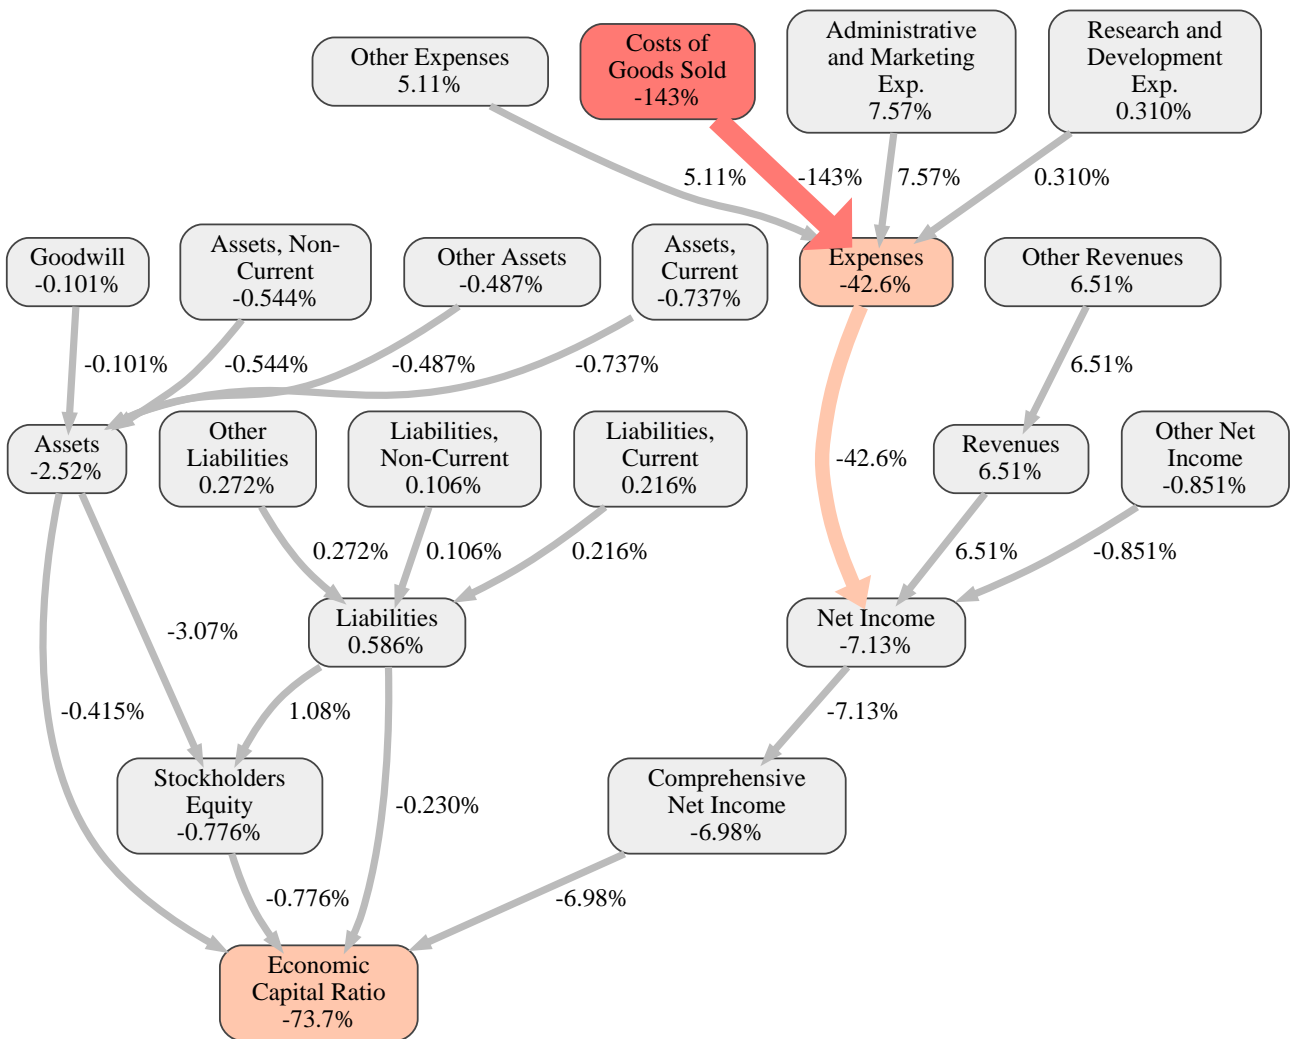 Other Expenses
5.11%
Costs of
Goods Sold
-143%
Administrative
and Marketing
Exp.
7.57%
Research and
Development
Exp.
0.310%
5.11%
-143%
7.57%
0.310%
Goodwill
-0.101%
Assets, Non-
Current
-0.544%
Other Assets
-0.487%
Assets,
Current
-0.737%
Expenses
-42.6%
Other Revenues
6.51%
-0.101%
-0.544%
-0.487%
-0.737%
6.51%
Assets
-2.52%
Other
Liabilities
0.272%
Liabilities,
Non-Current
0.106%
Liabilities,
Current
0.216%
-42.6%
Revenues
6.51%
Other Net
Income
-0.851%
0.272%
0.106%
0.216%
6.51%
-0.851%
-3.07%
Liabilities
0.586%
Net Income
-7.13%
-0.415%
1.08%
-7.13%
Stockholders
Equity
-0.776%
-0.230%
Comprehensive
Net Income
-6.98%
-0.776%
-6.98%
Economic
Capital Ratio
-73.7%